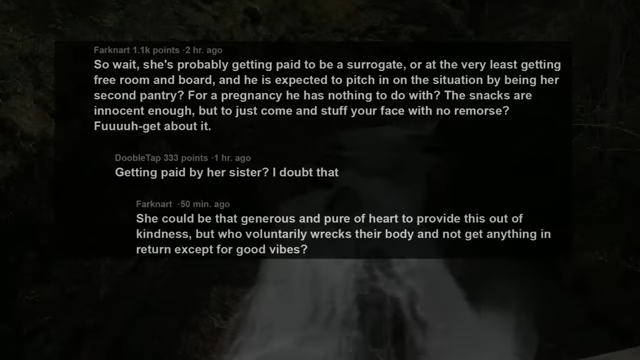 Farknart 1.1k points ·2 hr. ago
So wait, she's probably getting paid to be a surrogate, or at the very least getting
free room and board, and he is expected to pitch in on the situation by being her
second pantry? For a pregnancy he has nothing to do with? The snacks are
innocent enough, but to just come and stuff your face with no remorse?
Fuuuuh-get about it.
DoobleTap 333 points ·1 hr. ago
Getting paid by her sister? I doubt that
Farknart ·50 min. ago
She could be that generous and pure of heart to provide this out of
kindness, but who voluntarily wrecks their body and not get anything in
return except for good vibes?